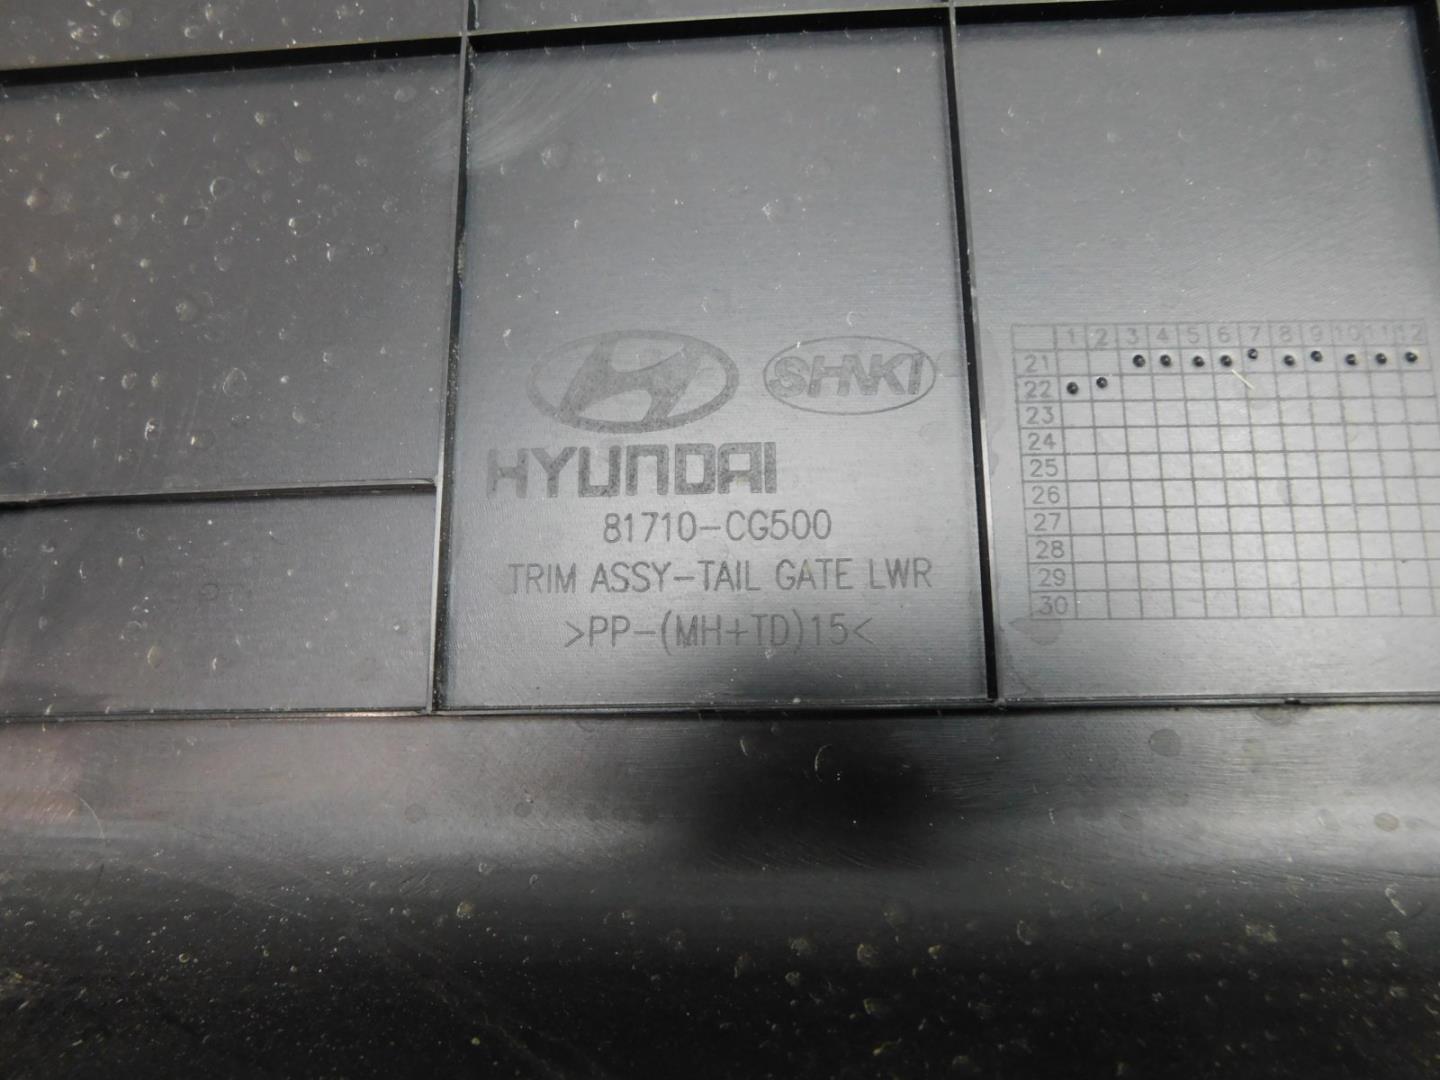 SHNKI
HYUNDAI
81710-CG500
TRIM ASSY-TAIL GATE LWR
>PP-(MH+TD)15<
1 2 3 4 5 6 7 8 9 10 11 12
21
22
23
24
25
26
27
28
29
30